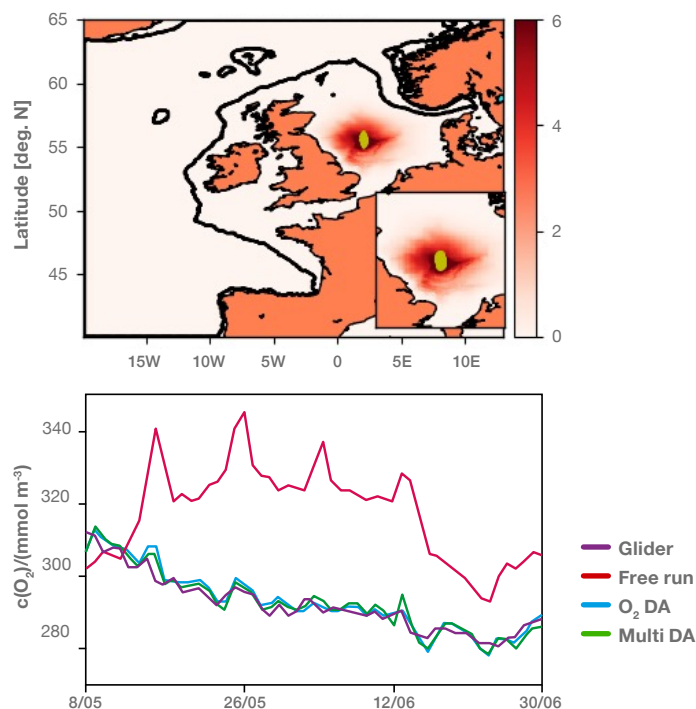 65
60
55
50
45
Latitude [deg. N]
15W 10W 5W 0 5E 10E
6
4
2
0
340
320
300
280
c(O₂)/(mmol m⁻³)
8/05 26/05 12/06 30/06
Glider
Free run
O₂ DA
Multi DA